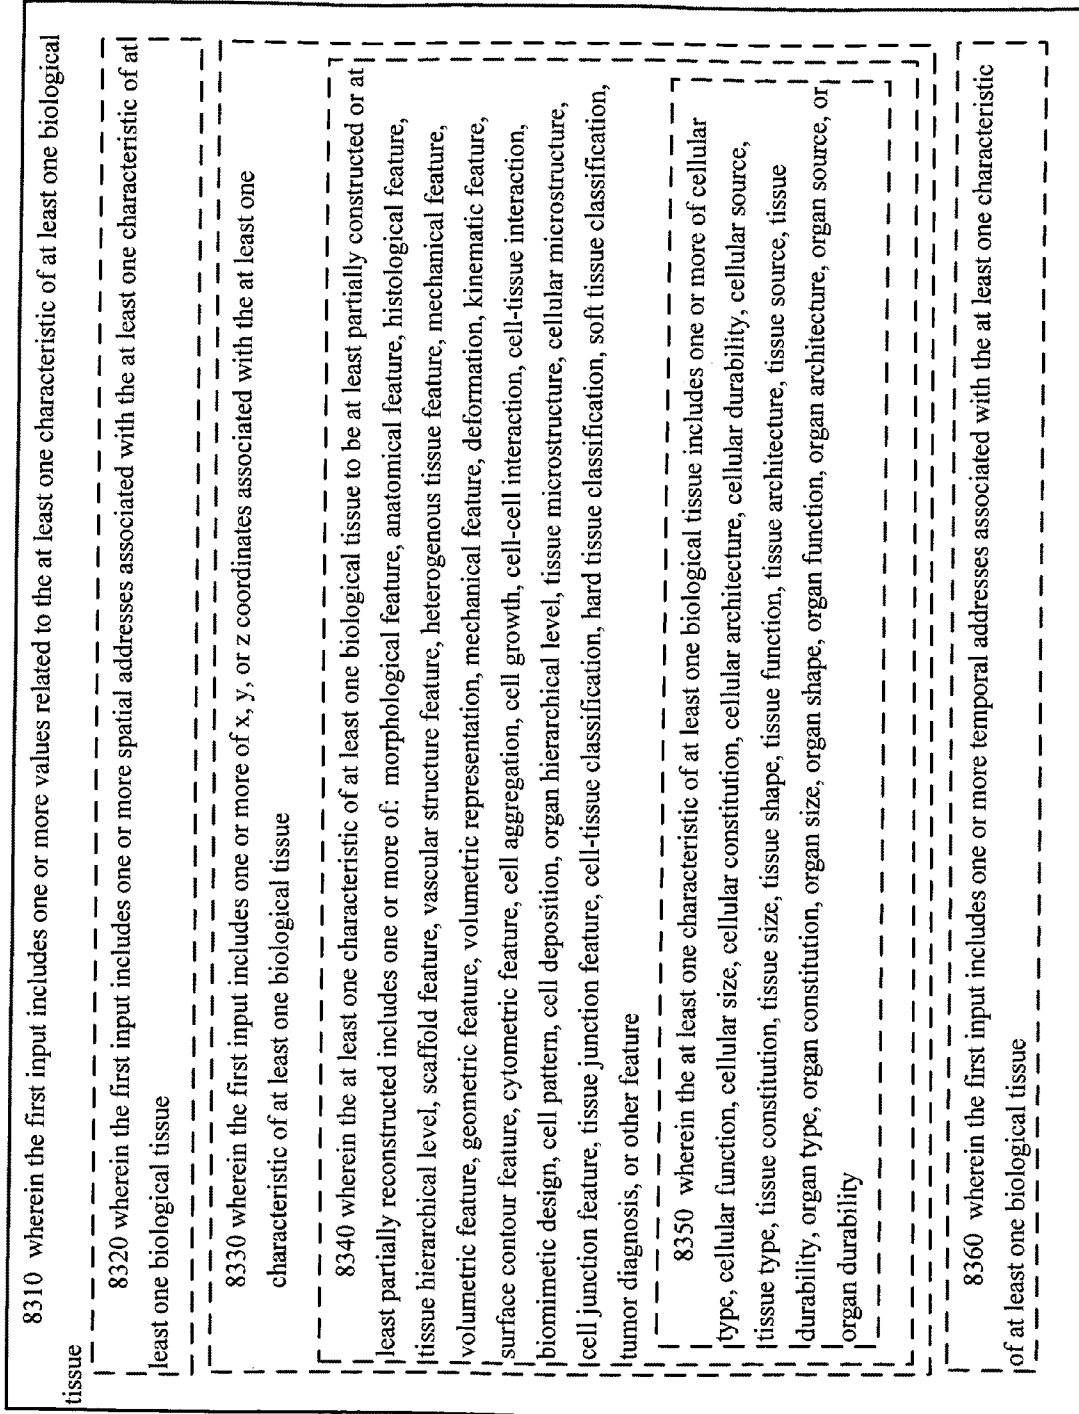 8310 wherein the first input includes one or more values related to the at least one characteristic of at least one biological
tissue
8320 wherein the first input includes one or more spatial addresses associated with the at least one characteristic of at
least one biological tissue
8330 wherein the first input includes one or more of x, y, or z coordinates associated with the at least one
characteristic of at least one biological tissue
8340 wherein the at least one characteristic of at least one biological tissue to be at least partially constructed or at
least partially reconstructed includes one or more of: morphological feature, anatomical feature, histological feature,
tissue hierarchical level, scaffold feature, vascular structure feature, heterogenous tissue feature, mechanical feature,
volumetric feature, geometric feature, volumetric representation, mechanical feature, deformation, kinematic feature,
surface contour feature, cytometric feature, cell aggregation, cell growth, cell-cell interaction, cell-tissue interaction,
biomimetic design, cell pattern, cell deposition, organ hierarchical level, tissue microstructure, cellular microstructure,
cell junction feature, tissue junction feature, cell-tissue classification, hard tissue classification, soft tissue classification,
tumor diagnosis, or other feature
8350 wherein the at least one characteristic of at least one biological tissue includes one or more of cellular
type, cellular function, cellular size, cellular constitution, cellular architecture, cellular durability, cellular source,
tissue type, tissue constitution, tissue size, tissue shape, tissue function, tissue architecture, tissue source, tissue
durability, organ type, organ constitution, organ size, organ shape, organ function, organ architecture, organ source, or
organ durability
8360 wherein the first input includes one or more temporal addresses associated with the at least one characteristic
of at least one biological tissue